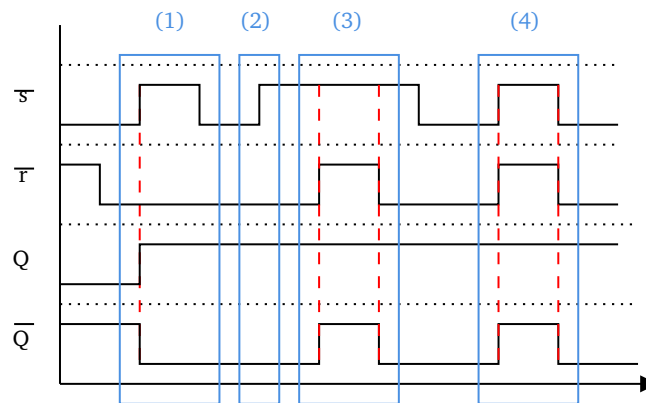 (1) (2) (3) (4)
s̅
r̅
Q
Q̅